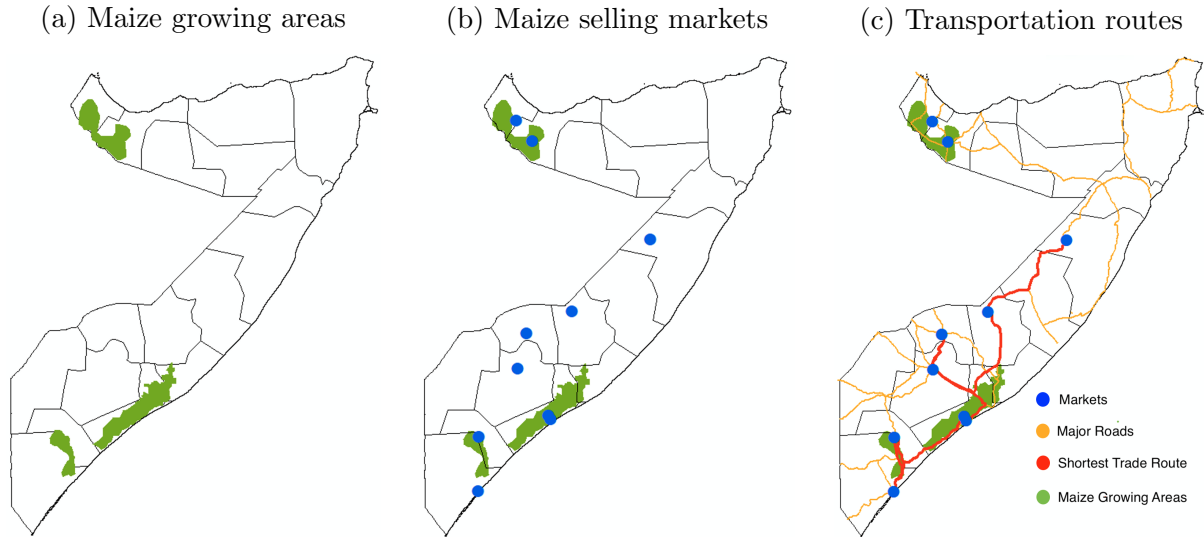 (a) Maize growing areas
(b) Maize selling markets
(c) Transportation routes
Markets
Major Roads
Shortest Trade Route
Maize Growing Areas